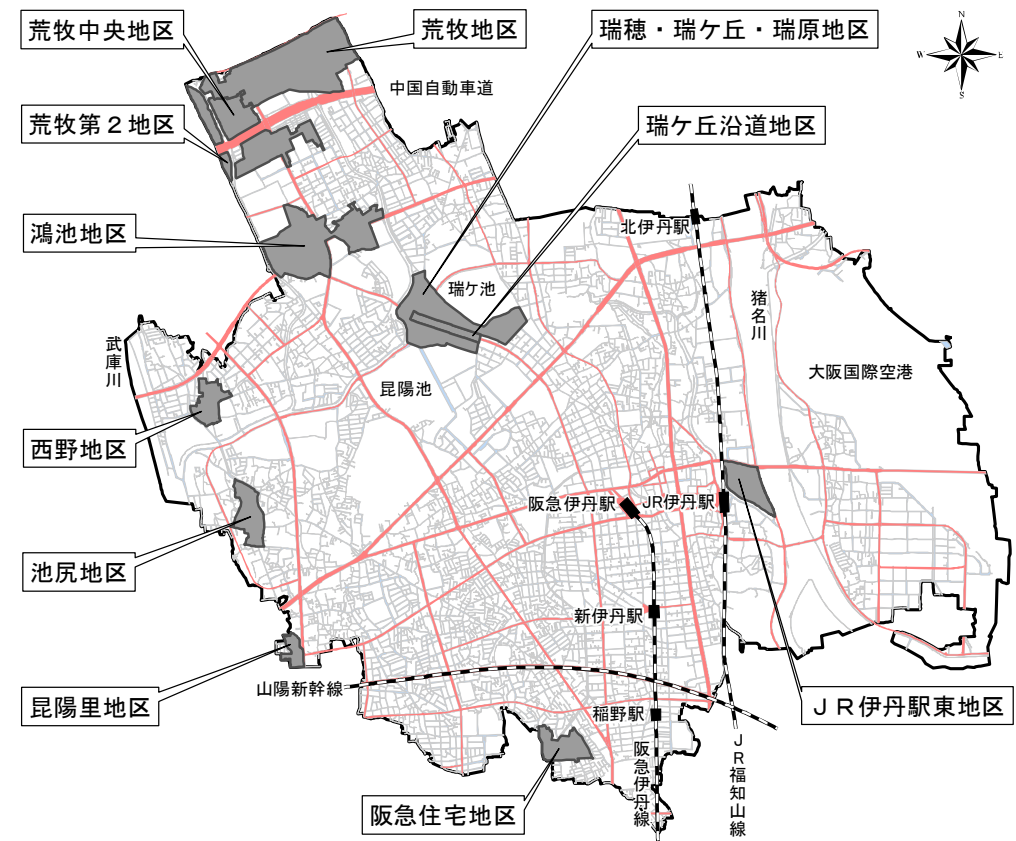 荒牧中央地区
荒牧地区
瑞穂・瑞ケ丘・瑞原地区
N
W
E
S
中国自動車道
荒牧第２地区
瑞ケ丘沿道地区
鴻池地区
北伊丹駅
瑞ケ池
猪名川
武庫川
昆陽池
大阪国際空港
西野地区
阪急伊丹駅
JR伊丹駅
池尻地区
新伊丹駅
山陽新幹線
昆陽里地区
稲野駅
ＪＲ伊丹駅東地区
阪急伊丹線
ＪＲ福知山線
阪急住宅地区